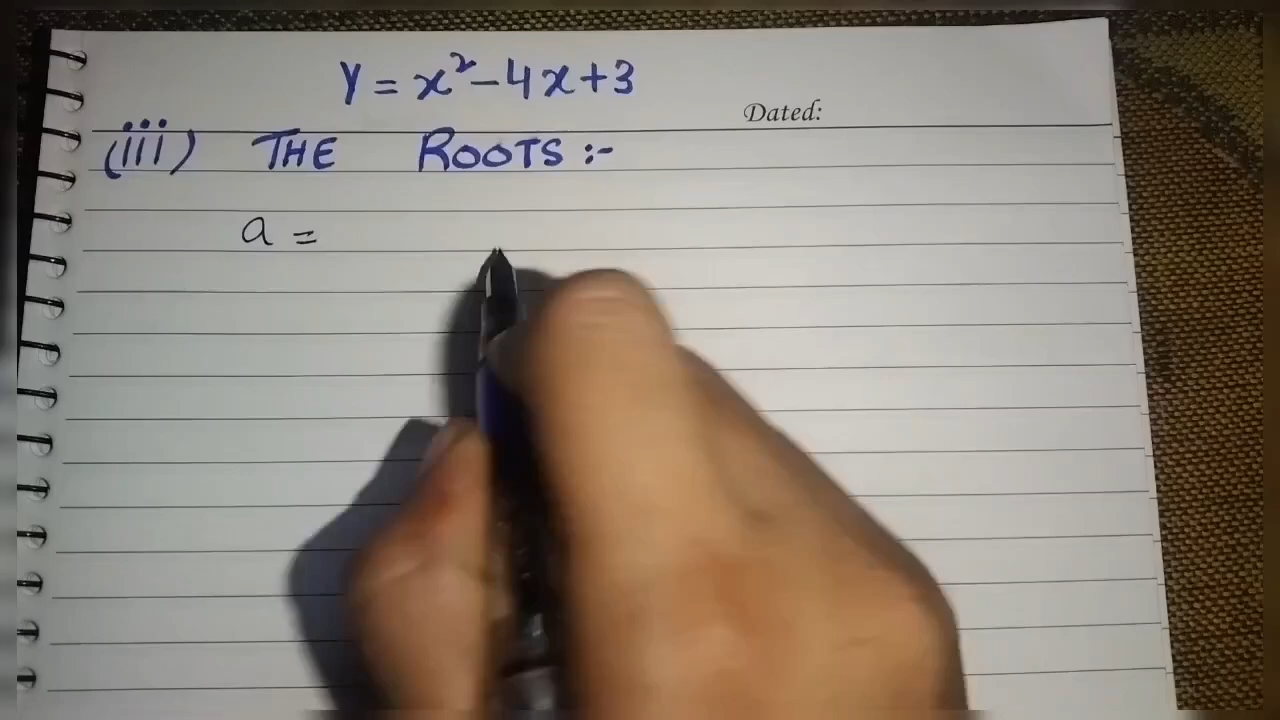 Y = x² - 4x + 3
Dated:
(iii) THE ROOTS :-
a =